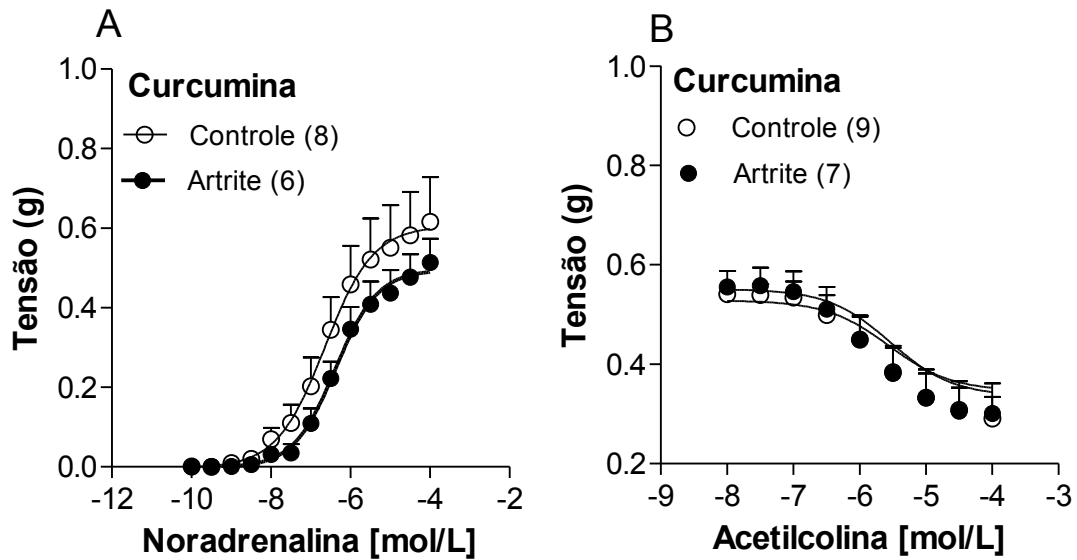 A
Curcumina
Controle (8)
Artrite (6)
Tensão (g)
1.0
0.8
0.6
0.4
0.2
0.0
-12
-10
-8
-6
-4
-2
Noradrenalina [mol/L]
B
Curcumina
Controle (9)
Artrite (7)
Tensão (g)
1.0
0.8
0.6
0.4
0.2
-9
-8
-7
-6
-5
-4
-3
Acetilcolina [mol/L]